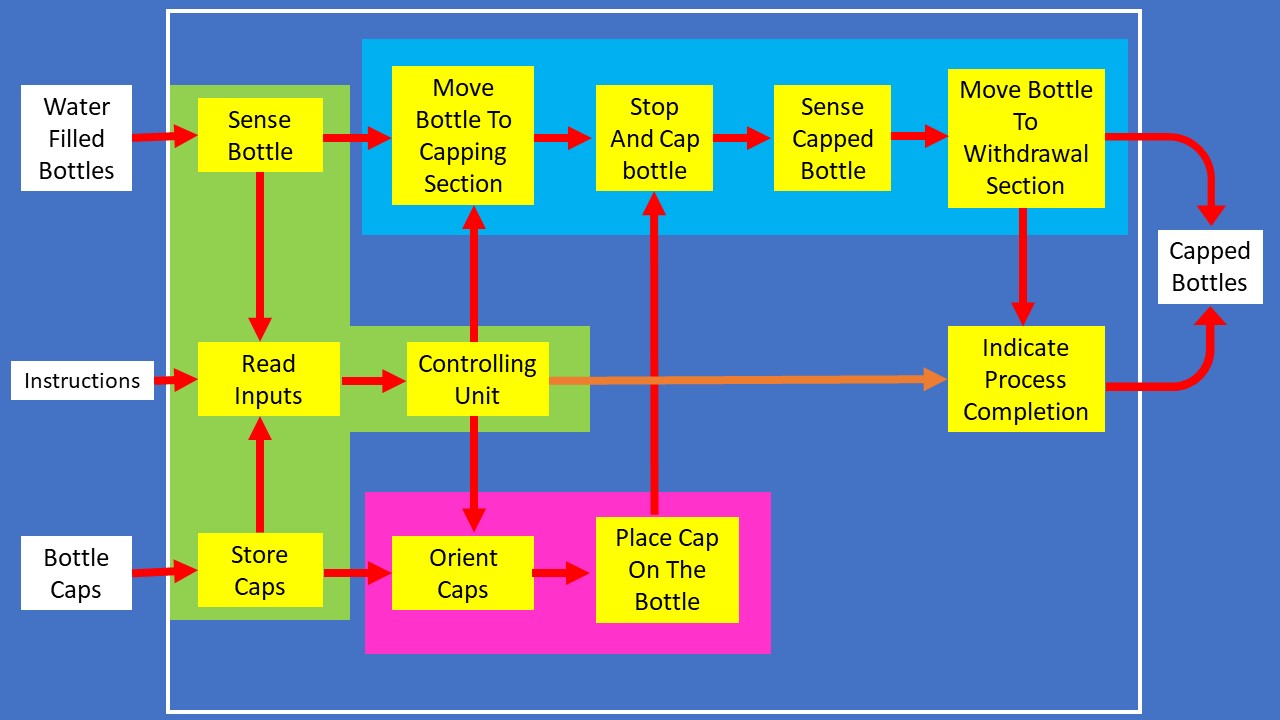 Water
Filled
Bottles
Sense
Bottle
Move
Bottle To
Capping
Section
Stop
And Cap
bottle
Sense
Capped
Bottle
Move Bottle
To
Withdrawal
Section
Capped
Bottles
Instructions
Read
Inputs
Controlling
Unit
Indicate
Process
Completion
Bottle
Caps
Store
Caps
Orient
Caps
Place Cap
On The
Bottle